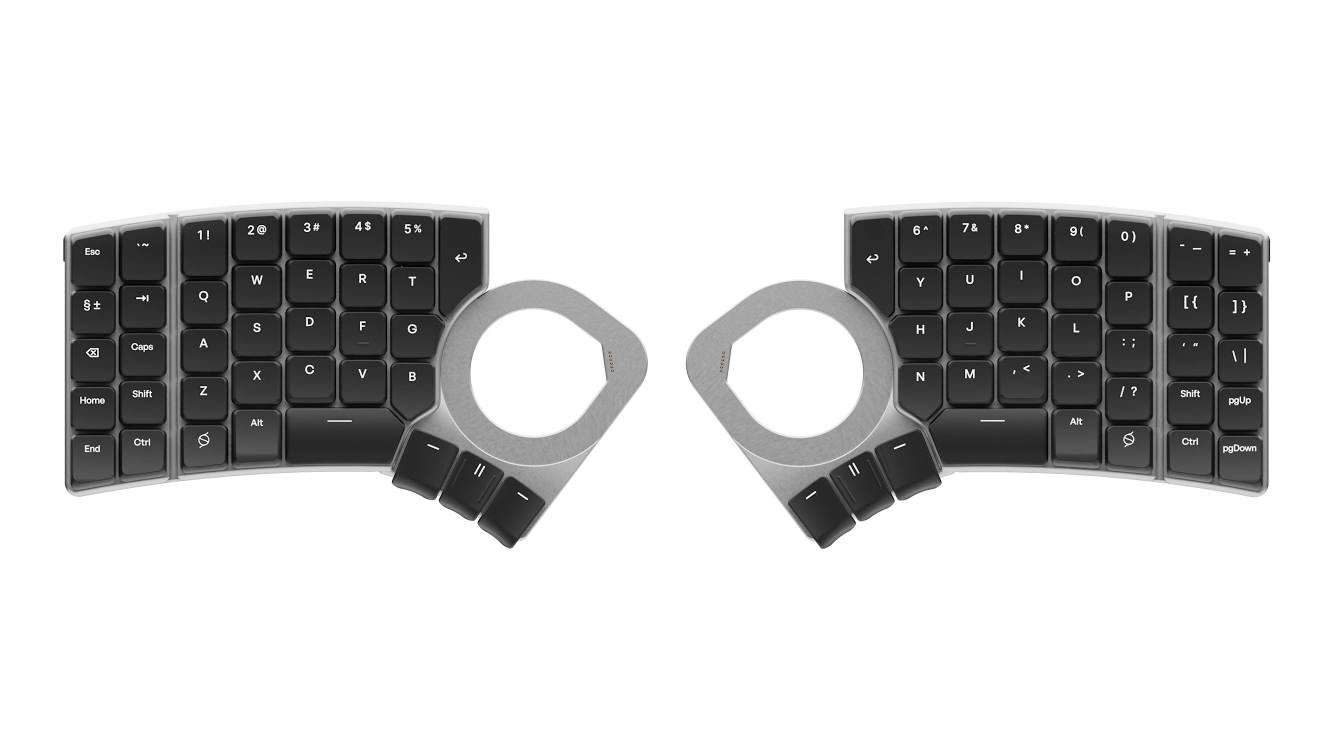 Esc ` ~ 1 ! 2 @ 3 # 4 $ 5 %
§ ± Q W E R T
A S D F G
Caps
Home Shift Z X C V B
End Ctrl Alt
6 ^ 7 & 8 * 9 ( 0 ) - _ = +
Y U I O P [ { ] }
H J K L : ; ‘ “ \ |
N M , < . > / ? Shift pgUp
Alt Ctrl pgDown